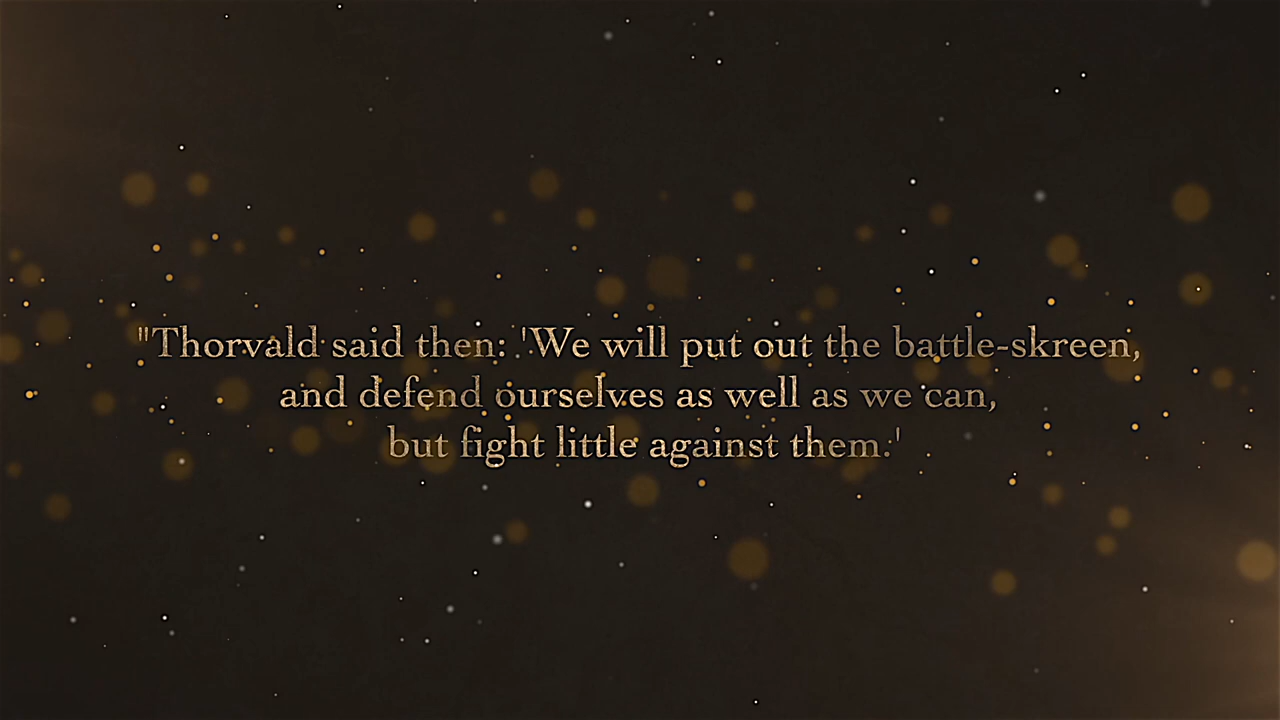 "Thorvald said then: 'We will put out the battle-skreen,
and defend ourselves as well as we can,
but fight little against them.'